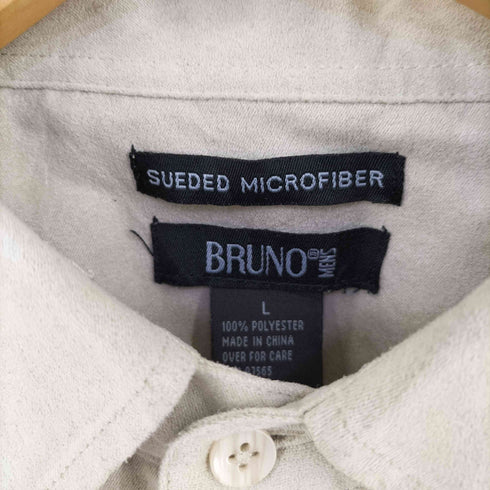 SUEDED MICROFIBER
BRUNO MENS
L
100% POLYESTER
MADE IN CHINA
OVER FOR CARE